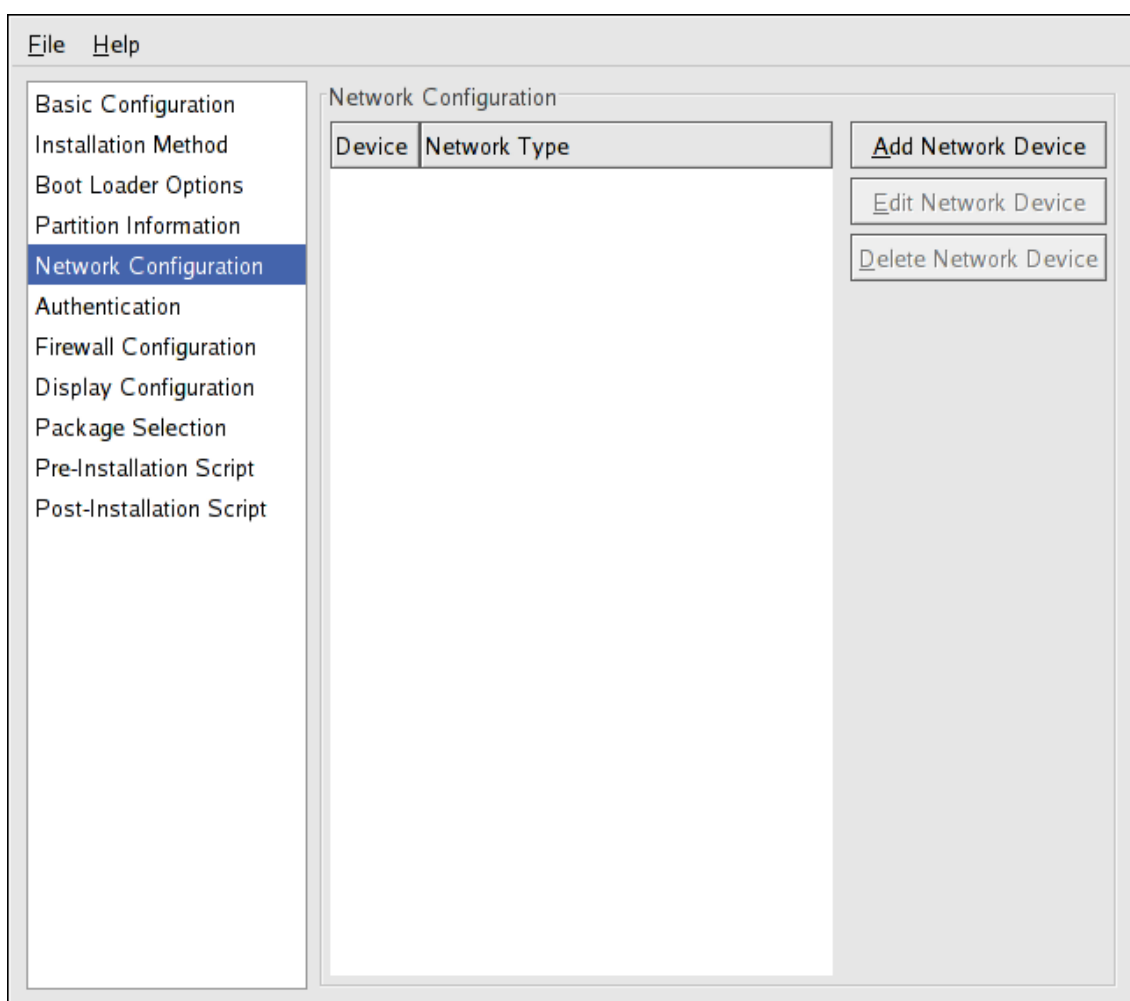 File Help
Basic Configuration
Installation Method
Boot Loader Options
Partition Information
Network Configuration
Authentication
Firewall Configuration
Display Configuration
Package Selection
Pre-Installation Script
Post-Installation Script
Network Configuration
Device Network Type
Add Network Device
Edit Network Device
Delete Network Device